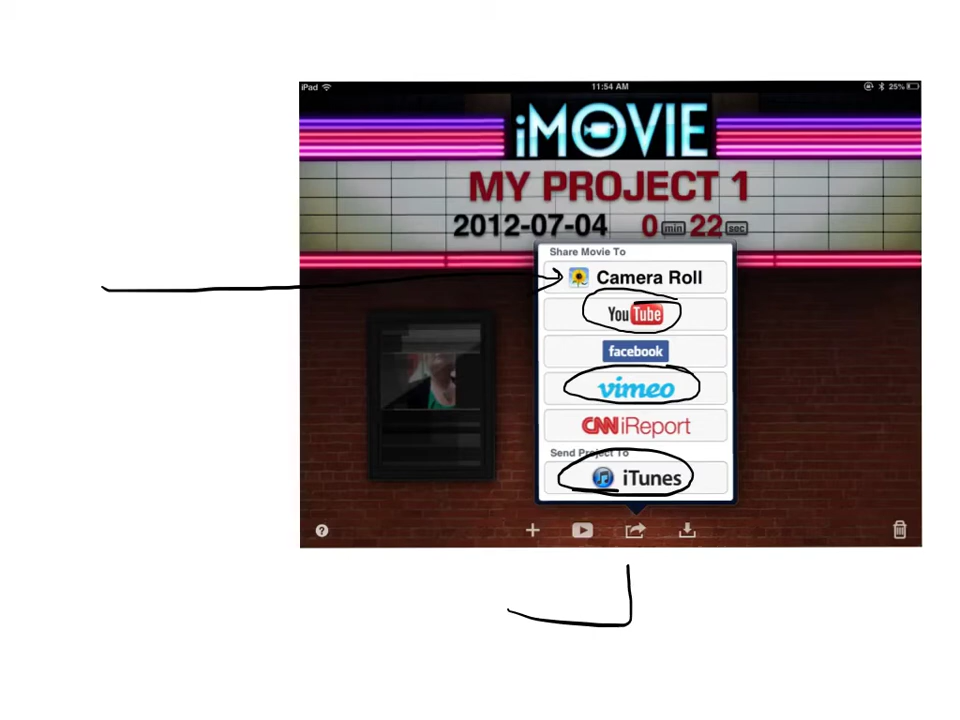 iPad 11:54 AM 25%
iMOVIE
MY PROJECT 1
2012-07-04 0 min 22 sec
Share Movie To
Camera Roll
YouTube
facebook
vimeo
CNN iReport
Send Project To
iTunes
?